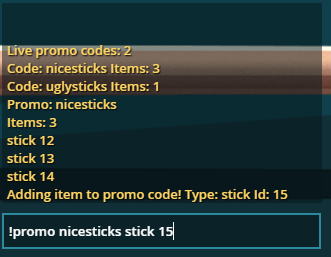 Live promo codes: 2
Code: nicesticks Items: 3
Code: uglysticks Items: 1
Promo: nicesticks
Items: 3
stick 12
stick 13
stick 14
Adding item to promo code! Type: stick Id: 15
!promo nicesticks stick 15